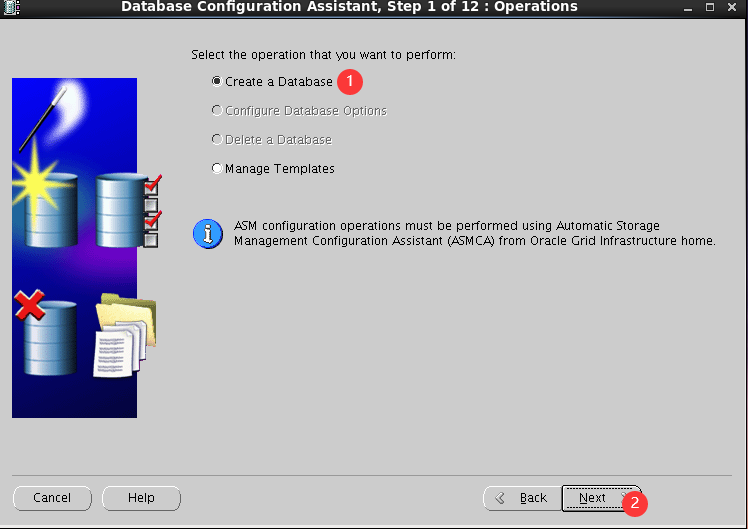 Database Configuration Assistant, Step 1 of 12 : Operations
Select the operation that you want to perform:
Create a Database 1
Configure Database Options
Delete a Database
Manage Templates
ASM configuration operations must be performed using Automatic Storage
Management Configuration Assistant (ASMCA) from Oracle Grid Infrastructure home.
Cancel Help Back Next 2